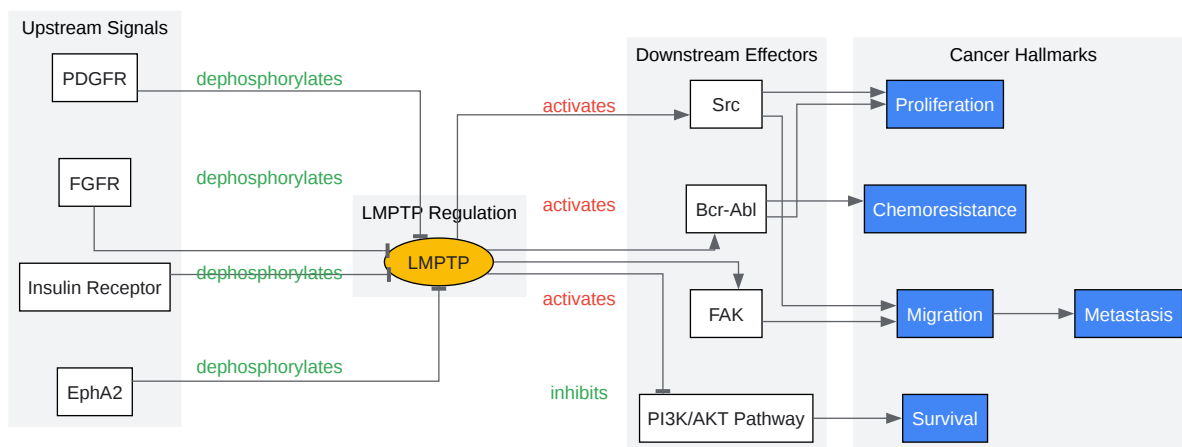 Upstream Signals
PDGFR
FGFR
Insulin Receptor
EphA2
dephosphorylates
dephosphorylates
dephosphorylates
dephosphorylates
LMPTP Regulation
LMPTP
activates
activates
activates
inhibits
Downstream Effectors
Src
Bcr-Abl
FAK
PI3K/AKT Pathway
Cancer Hallmarks
Proliferation
Chemoresistance
Migration
Metastasis
Survival